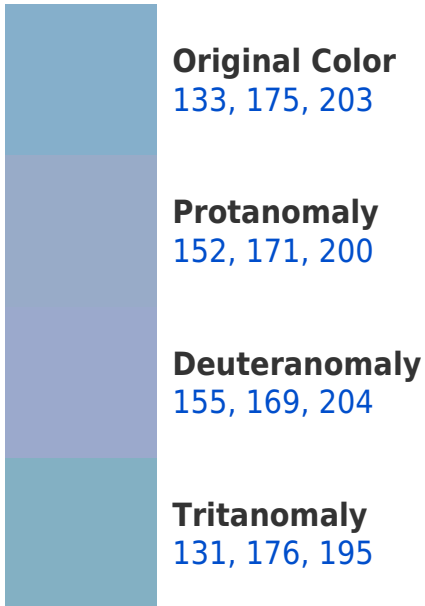 Original Color
133, 175, 203
Protanomaly
152, 171, 200
Deuteranomaly
155, 169, 204
Tritanomaly
131, 176, 195